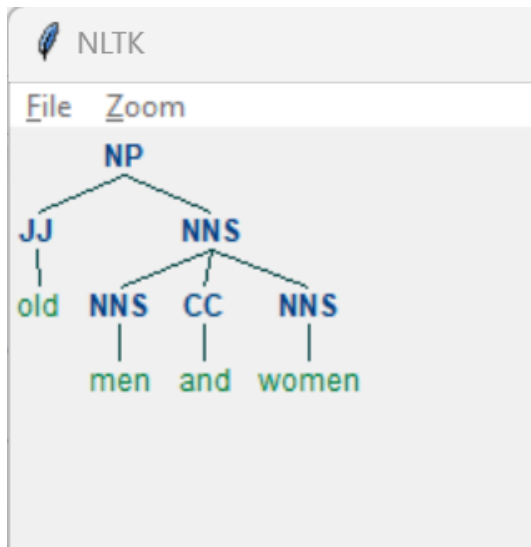 NLTK
File Zoom
NP
JJ NNS
old NNS CC NNS
men and women